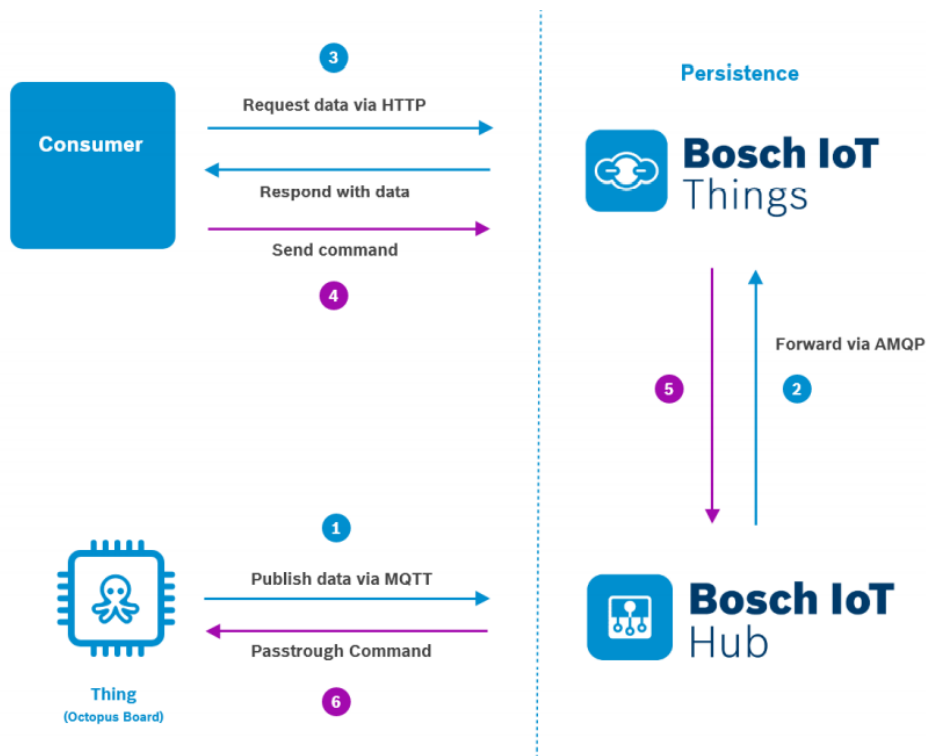 3
Persistence
Request data via HTTP
Consumer
Bosch IoT
Things
Respond with data
Send command
4
Forward via AMQP
5
2
1
Publish data via MQTT
Bosch IoT
Hub
Passtrough Command
Thing
(Octopus Board)
6